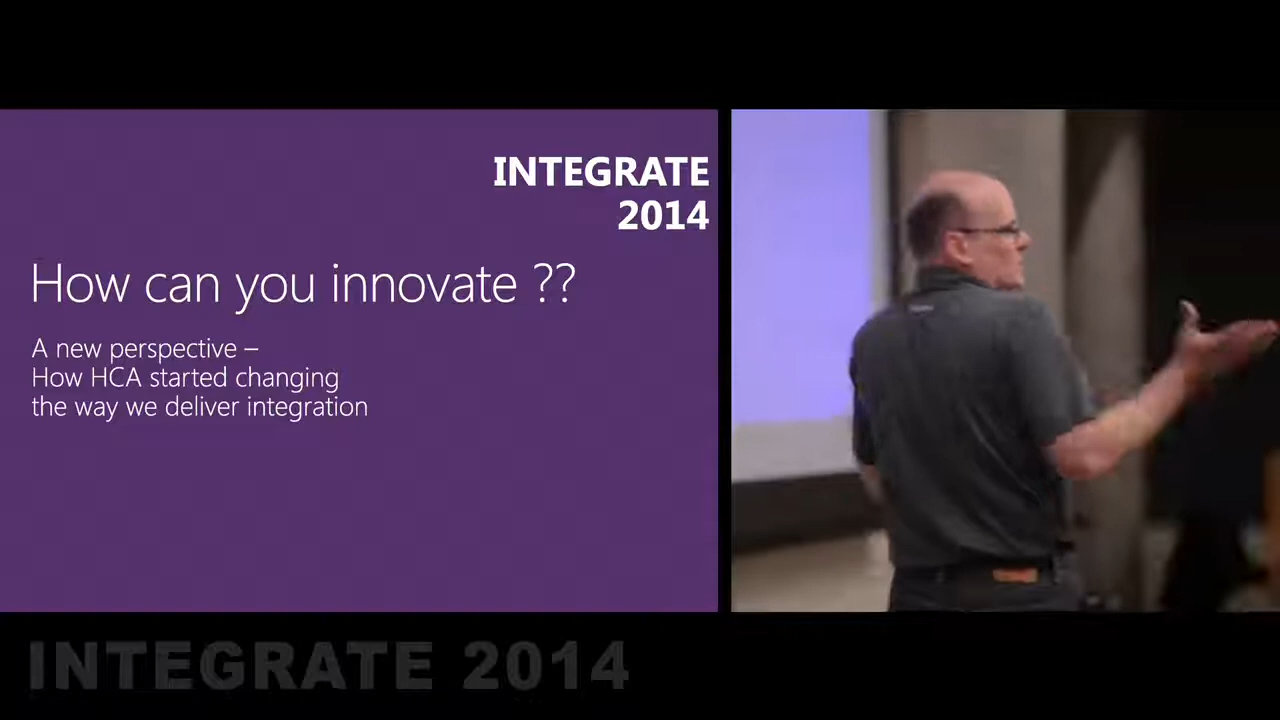 INTEGRATE
2014
How can you innovate ??
A new perspective –
How HCA started changing
the way we deliver integration
INTEGRATE 2014